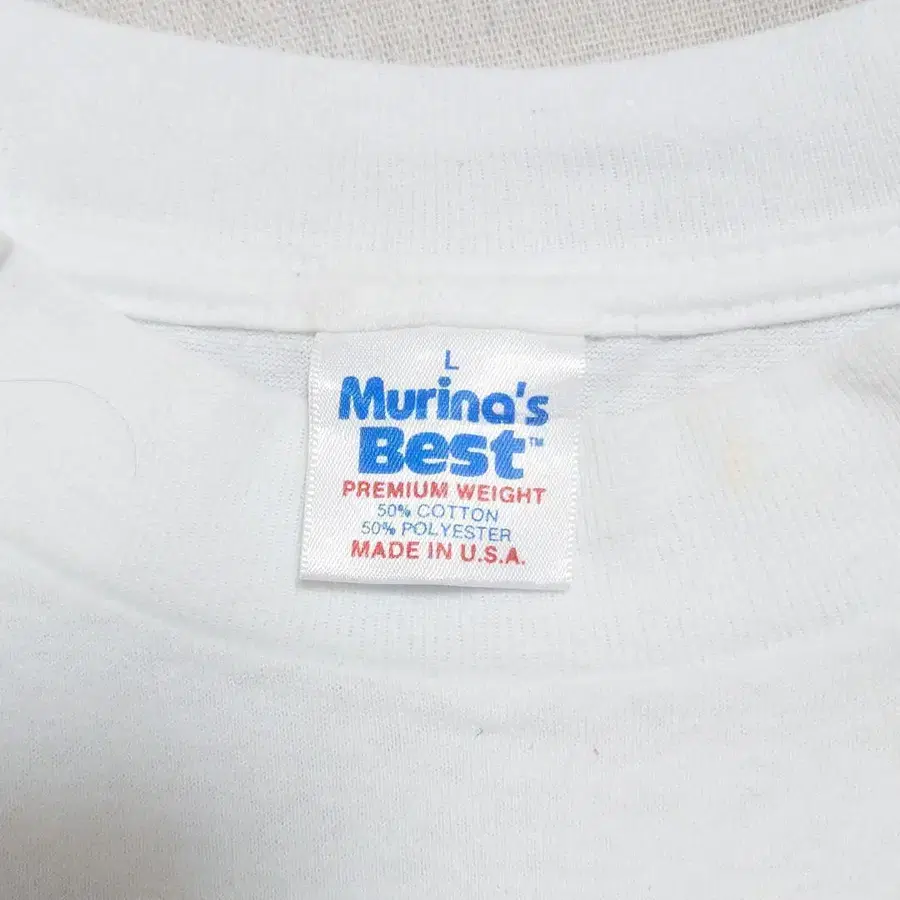 L
Murina's
Best™
PREMIUM WEIGHT
50% COTTON
50% POLYESTER
MADE IN U.S.A.